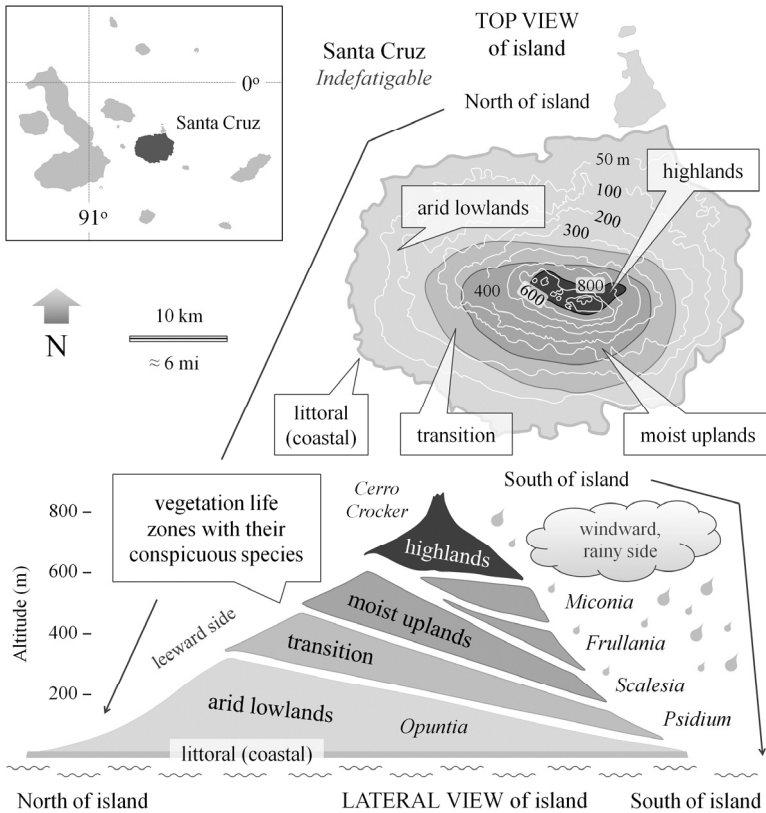 TOP VIEW
of island
Santa Cruz
Indefatigable
0º
Santa Cruz
91º
North of island
50 m
100
200
300
400
600
800
highlands
arid lowlands
10 km
≈ 6 mi
N
littoral
(coastal)
transition
moist uplands
South of island
vegetation life
zones with their
conspicuous species
Cerro
Crocker
windward,
rainy side
Altitude (m)
800 –
600 –
400 –
200 –
leeward side
highlands
moist uplands
transition
arid lowlands
littoral (coastal)
Miconia
Frullania
Scalesia
Psidium
Opuntia
North of island
LATERAL VIEW of island
South of island